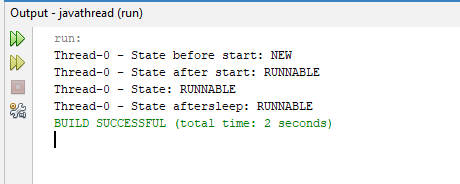 Output - javathread (run)
run:
Thread-0 - State before start: NEW
Thread-0 - State after start: RUNNABLE
Thread-0 - State: RUNNABLE
Thread-0 - State aftersleep: RUNNABLE
BUILD SUCCESSFUL (total time: 2 seconds)